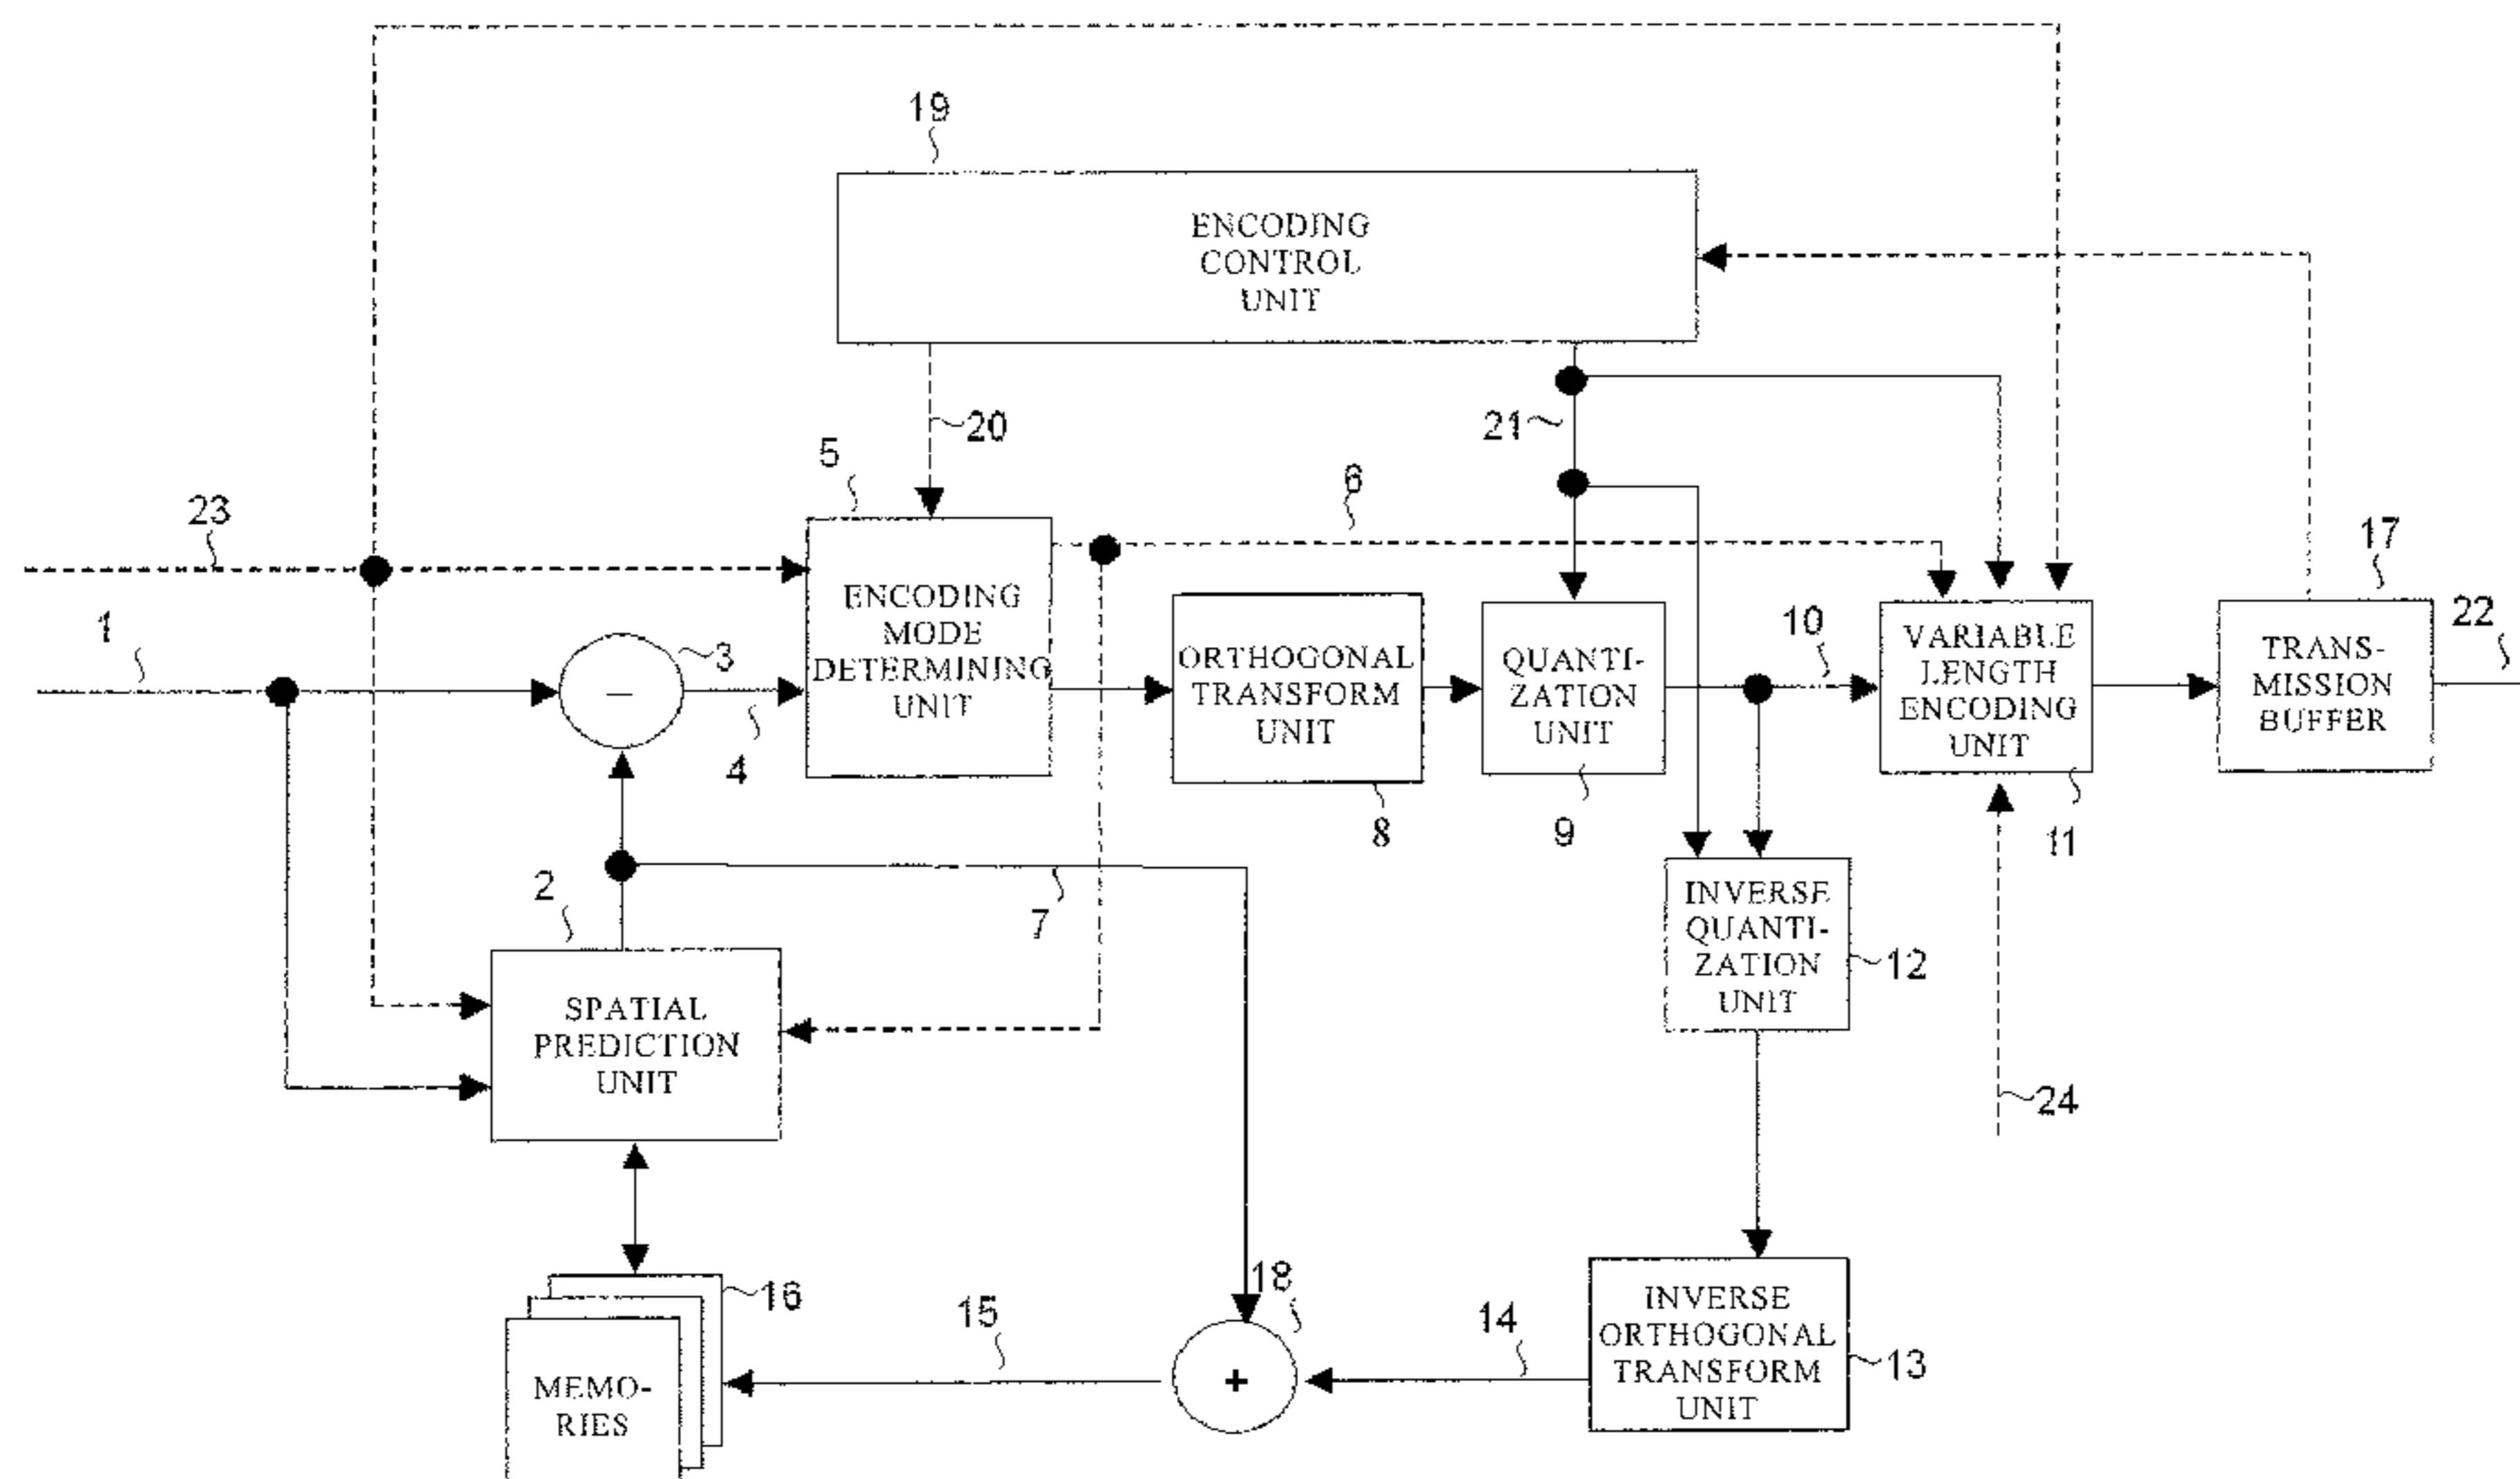 19
ENCODING
CONTROL
UNIT
20
21
5
6
23
17
1
3
ENCODING
MODE
DETERMINING
UNIT
ORTHOGONAL
TRANSFORM
UNIT
QUANTI-
ZATION
UNIT
10
VARIABLE
LENGTH
ENCODING
UNIT
TRANS-
MISSION
BUFFER
22
−
4
8
9
11
2
7
INVERSE
QUANTI-
ZATION
UNIT
12
SPATIAL
PREDICTION
UNIT
24
16
15
18
14
MEMO-
RIES
+
INVERSE
ORTHOGONAL
TRANSFORM
UNIT
13